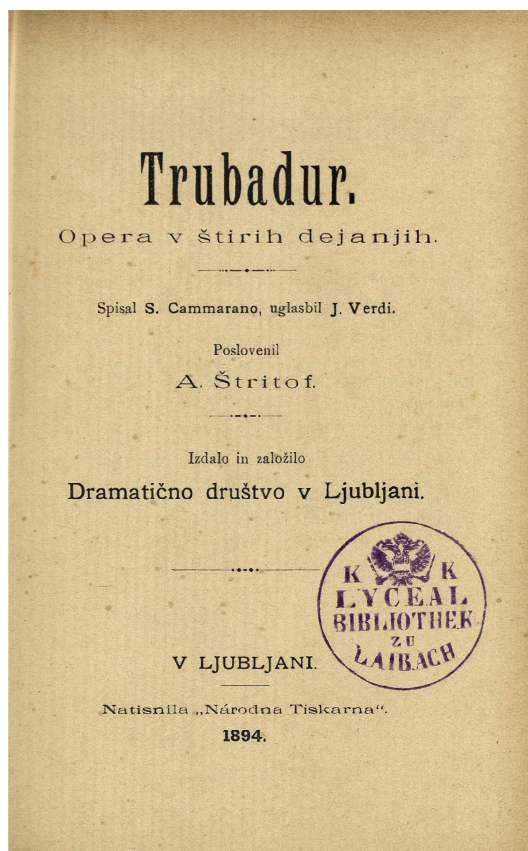 Trubadur.
Opera v štirih dejanjih.
Spisal S. Cammarano, uglasbil J. Verdi.
Poslovenil
A. Štritof.
Izdalo in založilo
Dramatično društvo v Ljubljani.
K K
LYCEAL
BIBLIOTHEK
ZU
LAIBACH
V LJUBLJANI.
Natisnila „Národna Tiskarna“.
1894.